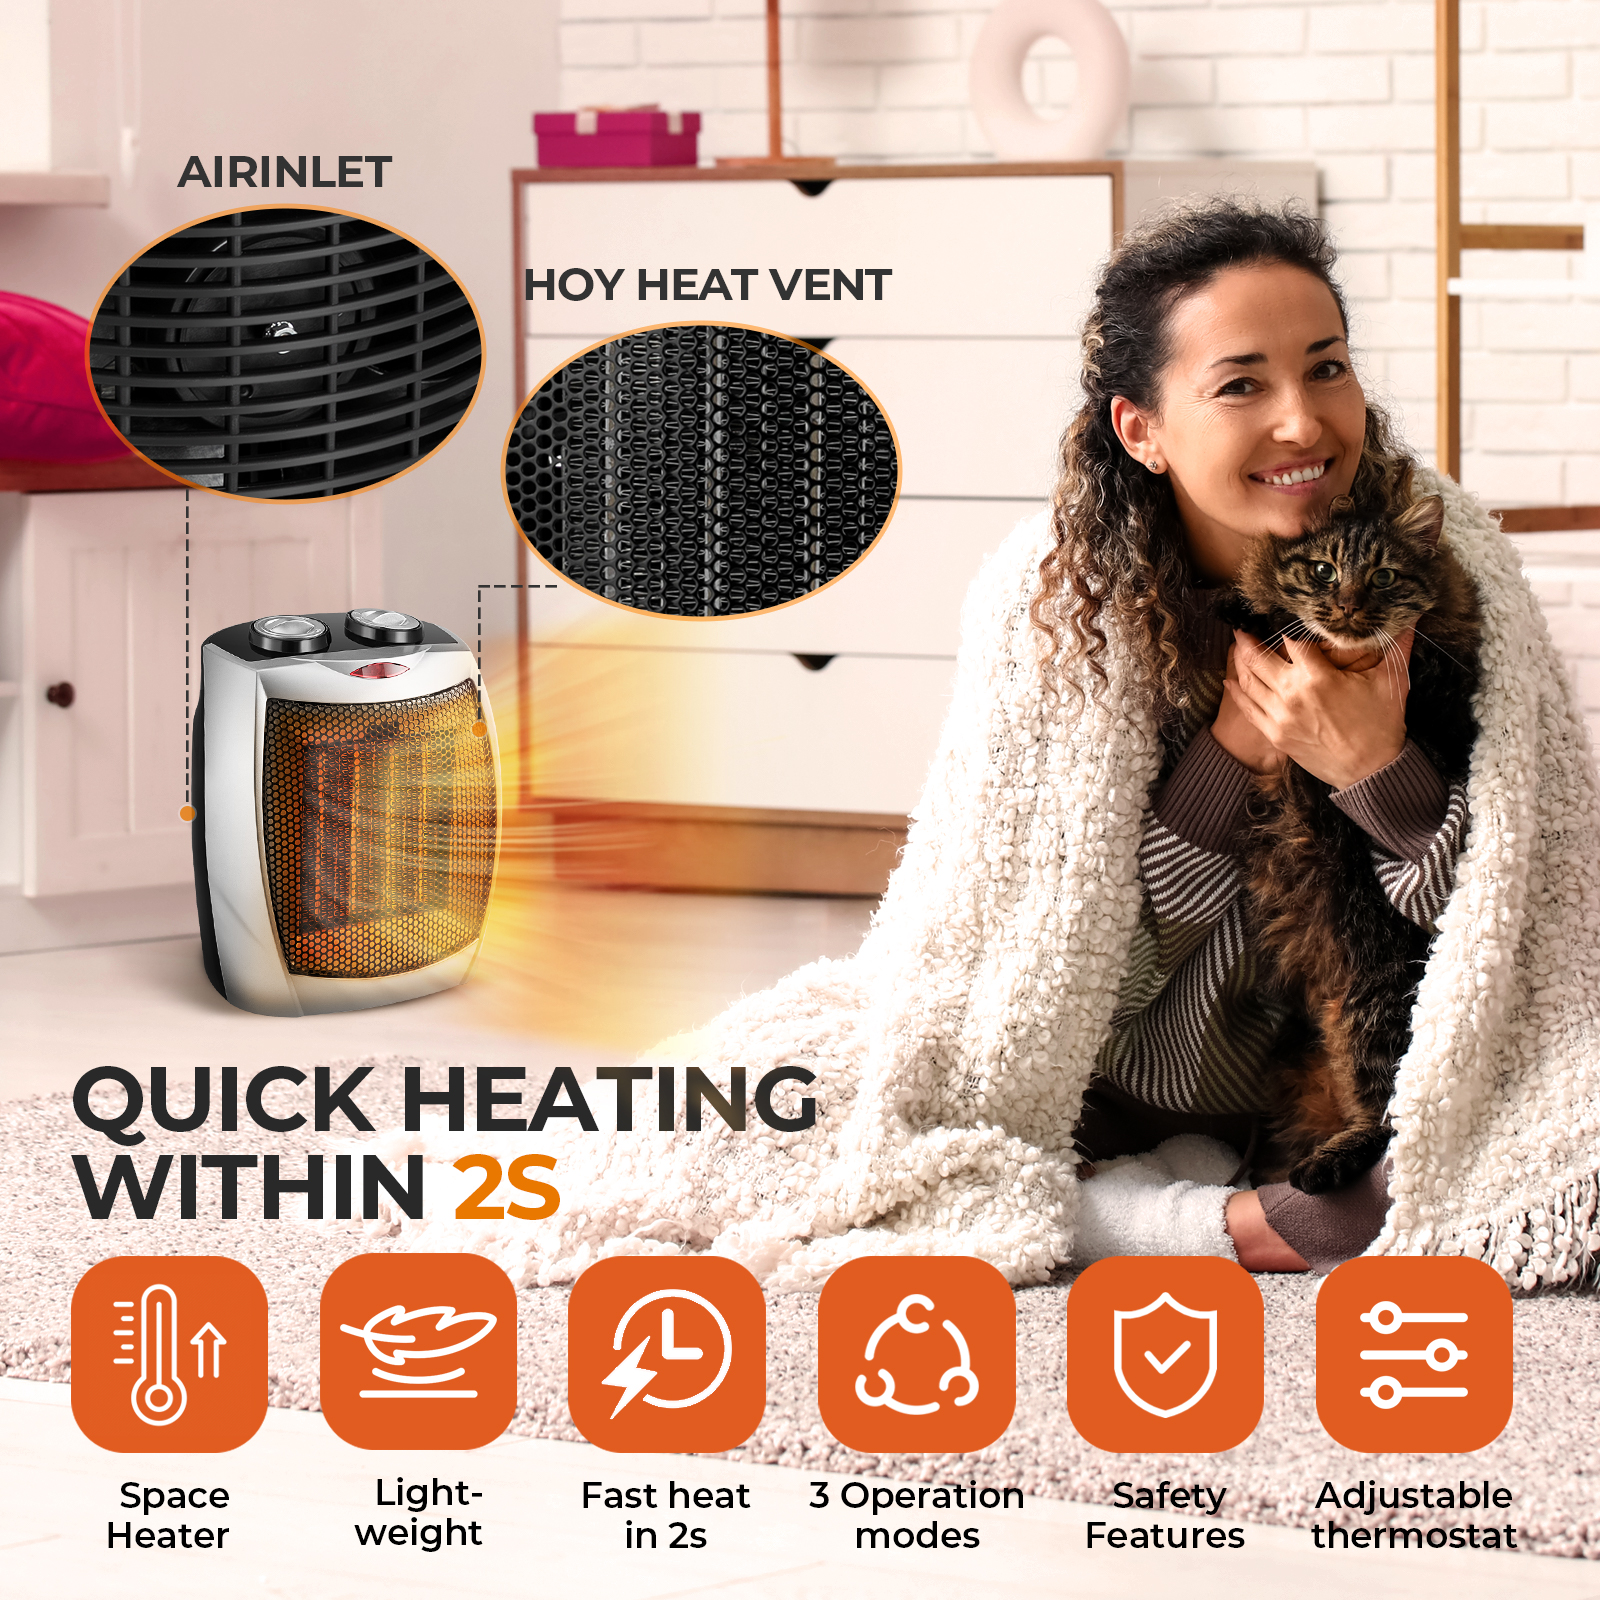 AIRINLET
HOY HEAT VENT
QUICK HEATING
WITHIN 2S
Space
Heater
Light-
weight
Fast heat
in 2s
3 Operation
modes
Safety
Features
Adjustable
thermostat